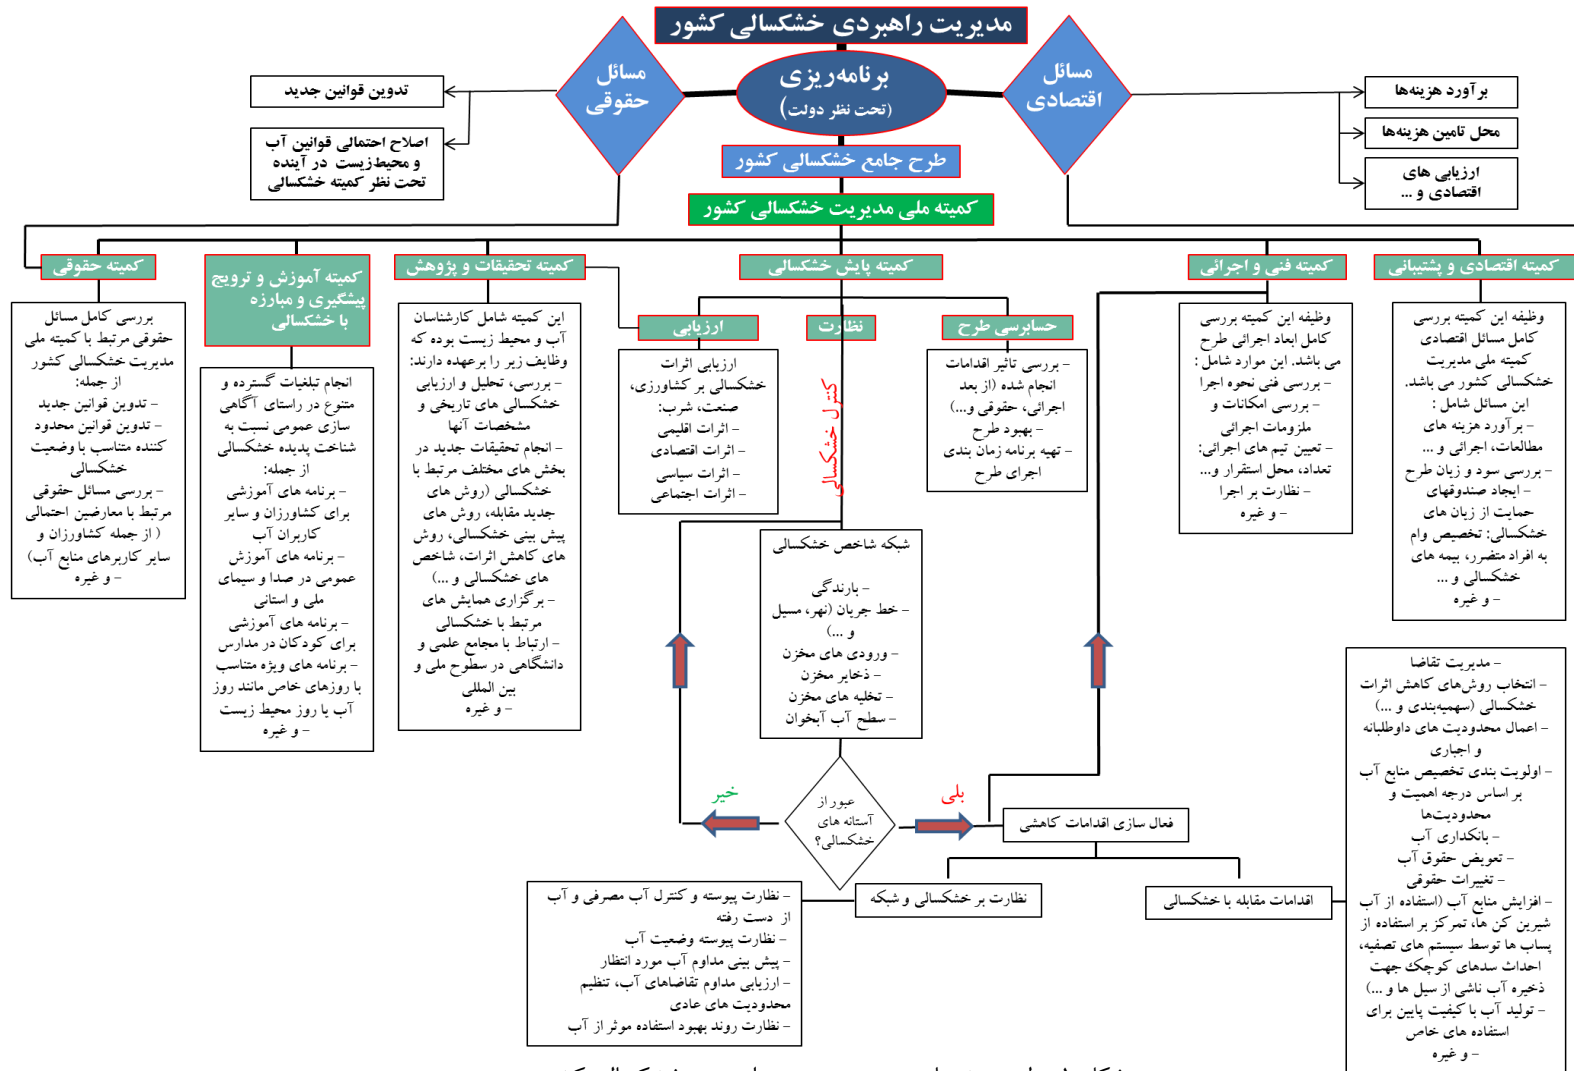 مدیریت راهبردی خشکسالی کشور
برنامه‌ریزی
(تحت نظر دولت)
مسائل
اقتصادی
برآورد هزینه‌ها
محل تامین هزینه‌ها
ارزیابی های
اقتصادی و ...
مسائل
حقوقی
تدوین قوانین جدید
اصلاح احتمالی قوانین آب
و محیط‌زیست در آینده
تحت نظر کمیته خشکسالی
طرح جامع خشکسالی کشور
کمیته ملی مدیریت خشکسالی کشور
کمیته اقتصادی و پشتیبانی
وظیفه این کمیته بررسی
کامل مسائل اقتصادی
کمیته ملی مدیریت
خشکسالی کشور می باشد.
این مسائل شامل :
- برآورد هزینه های
مطالعات، اجرائی و ...
- بررسی سود و زیان طرح
- ایجاد صندوقهای
حمایت از زیان های
خشکسالی: تخصیص وام
به افراد متضرر، بیمه های
خشکسالی و ...
- و غیره
کمیته فنی و اجرائی
وظیفه این کمیته بررسی
کامل ابعاد اجرائی طرح
می باشد. این موارد شامل :
- بررسی فنی نحوه اجرا
- بررسی امکانات و
ملزومات اجرائی
- تعیین تیم های اجرائی:
تعداد، محل استقرار و...
- نظارت بر اجرا
- و غیره
کمیته پایش خشکسالی
حسابرسی طرح
- بررسی تاثیر اقدامات
انجام شده (از بعد
اجرائی، حقوقی و...)
- بهبود طرح
- تهیه برنامه زمان بندی
اجرای طرح
نظارت
کنترل خشکسالی
ارزیابی
ارزیابی اثرات
خشکسالی بر کشاورزی،
صنعت، شرب:
- اثرات اقلیمی
- اثرات اقتصادی
- اثرات سیاسی
- اثرات اجتماعی
کمیته تحقیقات و پژوهش
این کمیته شامل کارشناسان
آب و محیط زیست بوده که
وظایف زیر را برعهده دارند:
- بررسی، تحلیل و ارزیابی
خشکسالی های تاریخی و
مشخصات آنها
- انجام تحقیقات جدید در
بخش های مختلف مرتبط با
خشکسالی (روش های
جدید مقابله، روش های
پیش بینی خشکسالی، روش
های کاهش اثرات، شاخص
های خشکسالی و ...)
- برگزاری همایش های
مرتبط با خشکسالی
- ارتباط با مجامع علمی و
دانشگاهی در سطوح ملی و
بین المللی
- و غیره
کمیته آموزش و ترویج
پیشگیری و مبارزه
با خشکسالی
انجام تبلغیات گسترده و
متنوع در راستای آگاهی
سازی عمومی نسبت به
شناخت پدیده خشکسالی
از جمله:
- برنامه های آموزشی
برای کشاورزان و سایر
کاربران آب
- برنامه های آموزش
عمومی در صدا و سیمای
ملی و استانی
- برنامه های آموزشی
برای کودکان در مدارس
- برنامه های ویژه متناسب
با روزهای خاص مانند روز
آب یا روز محیط زیست
- و غیره
کمیته حقوقی
بررسی کامل مسائل
حقوقی مرتبط با کمیته ملی
مدیریت خشکسالی کشور
از جمله:
- تدوین قوانین جدید
- تدوین قوانین محدود
کننده متناسب با وضعیت
خشکسالی
- بررسی مسائل حقوقی
مرتبط با معارضین احتمالی
( از جمله کشاورزان و
سایر کاربرهای منابع آب)
- و غیره
شبکه شاخص خشکسالی
- بارندگی
- خط جریان (نهر، مسیل
و ...)
- ورودی های مخزن
- ذخایر مخزن
- تخلیه های مخزن
- سطح آب آبخوان
عبور از
آستانه های
خشکسالی؟
بلی
خیر
فعال سازی اقدامات کاهشی
اقدامات مقابله با خشکسالی
نظارت بر خشکسالی و شبکه
- مدیریت تقاضا
- انتخاب روش‌های کاهش اثرات
خشکسالی (سهمیه‌بندی و ...)
- اعمال محدودیت های داوطلبانه
و اجباری
- اولویت بندی تخصیص منابع آب
بر اساس درجه اهمیت و
محدودیت‌ها
- بانکداری آب
- تعویض حقوق آب
- تغییرات حقوقی
- افزایش منابع آب (استفاده از آب
شیرین کن ها، تمرکز بر استفاده از
پساب ها توسط سیستم های تصفیه،
احداث سدهای کوچک جهت
ذخیره آب ناشی از سیل ها و ...)
- تولید آب با کیفیت پایین برای
استفاده های خاص
- و غیره
- نظارت پیوسته و کنترل آب مصرفی و آب
از دست رفته
- نظارت پیوسته وضعیت آب
- پیش بینی مداوم آب مورد انتظار
- ارزیابی مداوم تقاضاهای آب، تنظیم
محدودیت های عادی
- نظارت روند بهبود استفاده موثر از آب